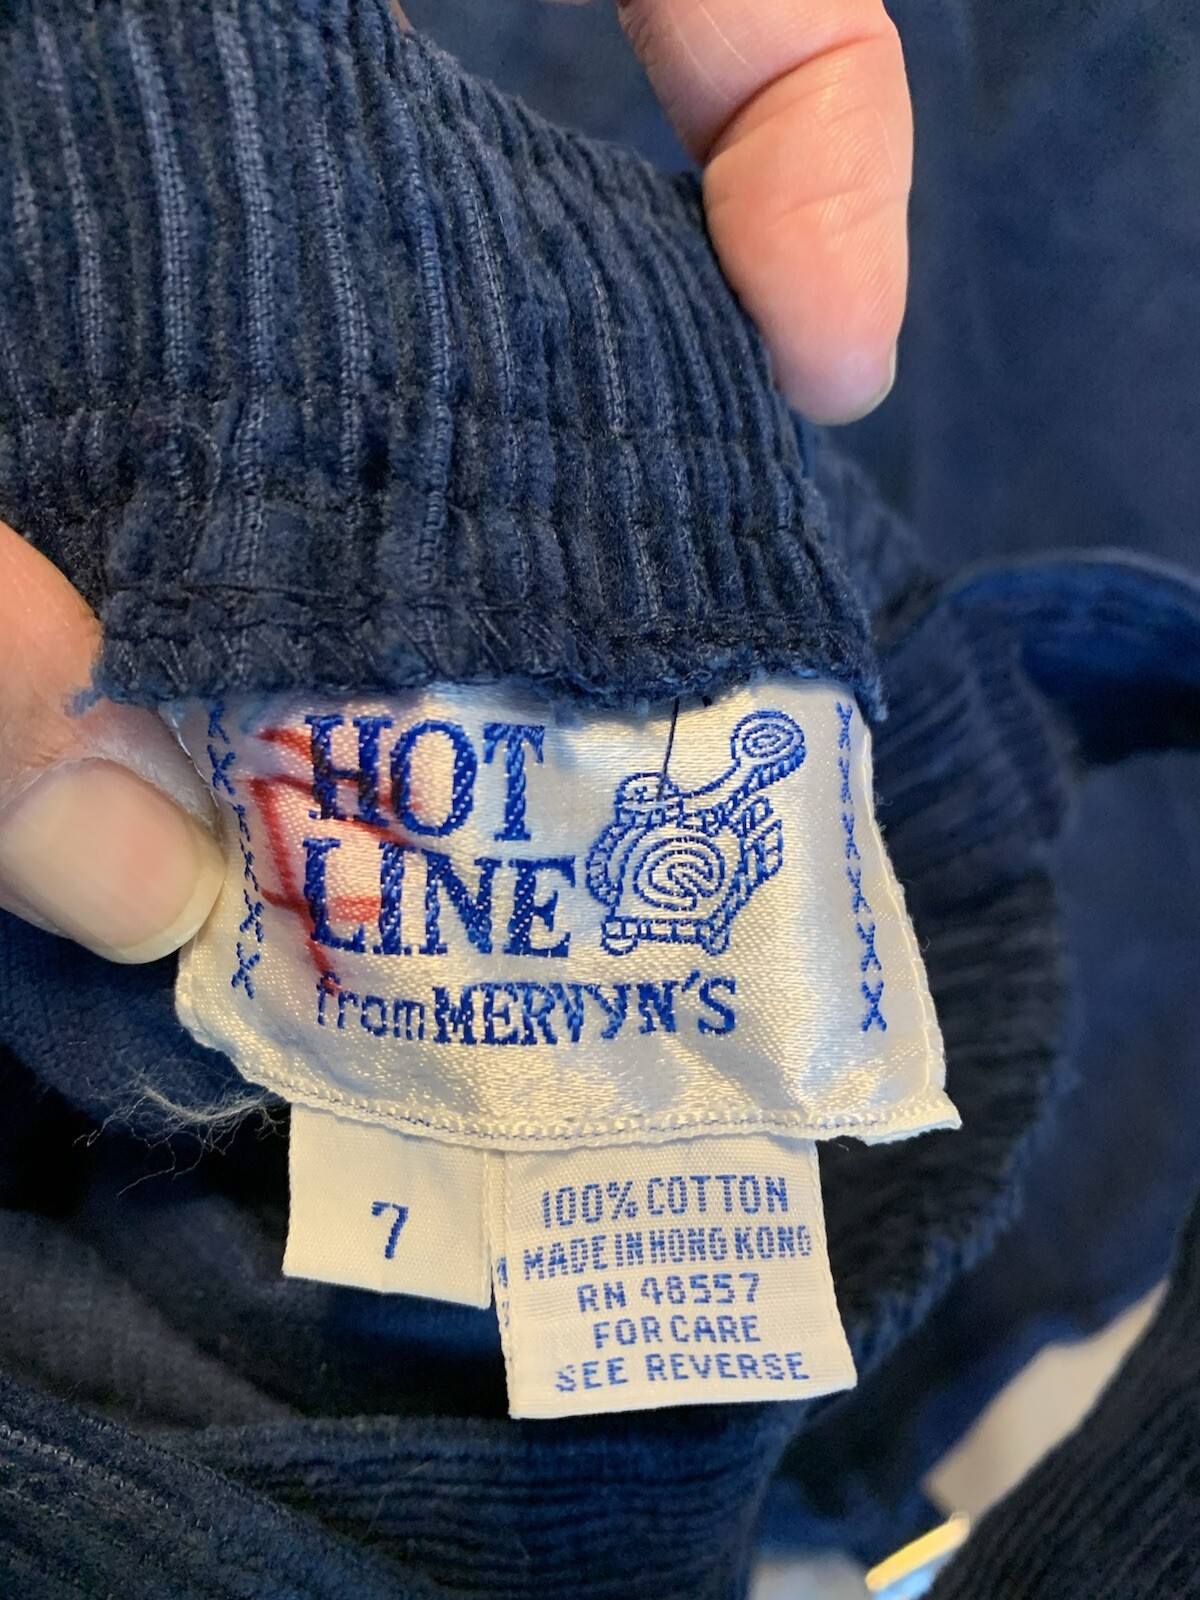 HOT
LINE
from MERVYN'S
7
100% COTTON
MADE IN HONG KONG
RN 48557
FOR CARE
SEE REVERSE